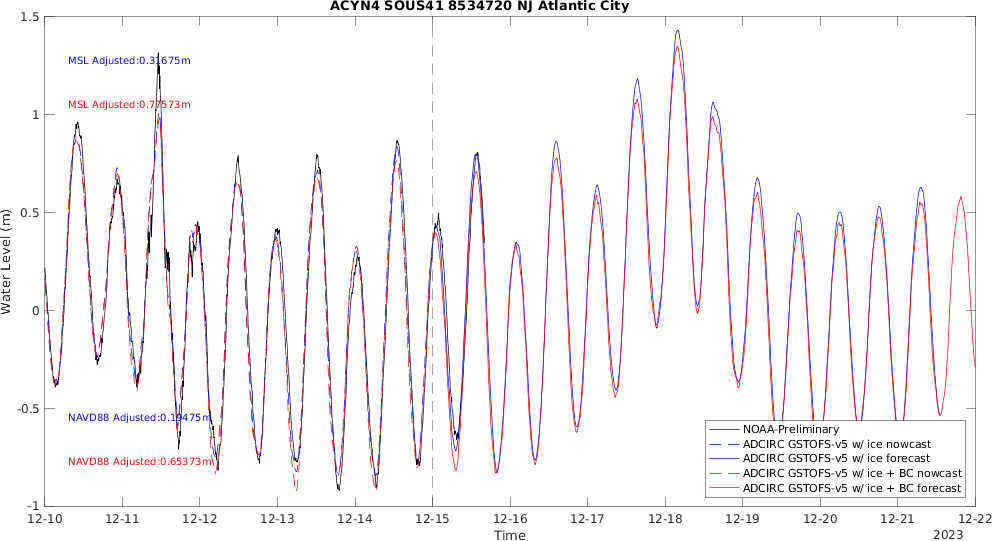 ACYN4 SOUS41 8534720 NJ Atlantic City
1.5
1
0.5
0
-0.5
-1
Water Level (m)
MSL Adjusted:0.31675m
MSL Adjusted:0.77573m
NAVD88 Adjusted:0.19475m
NAVD88 Adjusted:0.65373m
NOAA-Preliminary
ADCIRC GSTOFS-v5 w/ ice nowcast
ADCIRC GSTOFS-v5 w/ ice forecast
ADCIRC GSTOFS-v5 w/ ice + BC nowcast
ADCIRC GSTOFS-v5 w/ ice + BC forecast
12-10 12-11 12-12 12-13 12-14 12-15 12-16 12-17 12-18 12-19 12-20 12-21 12-22
Time
2023